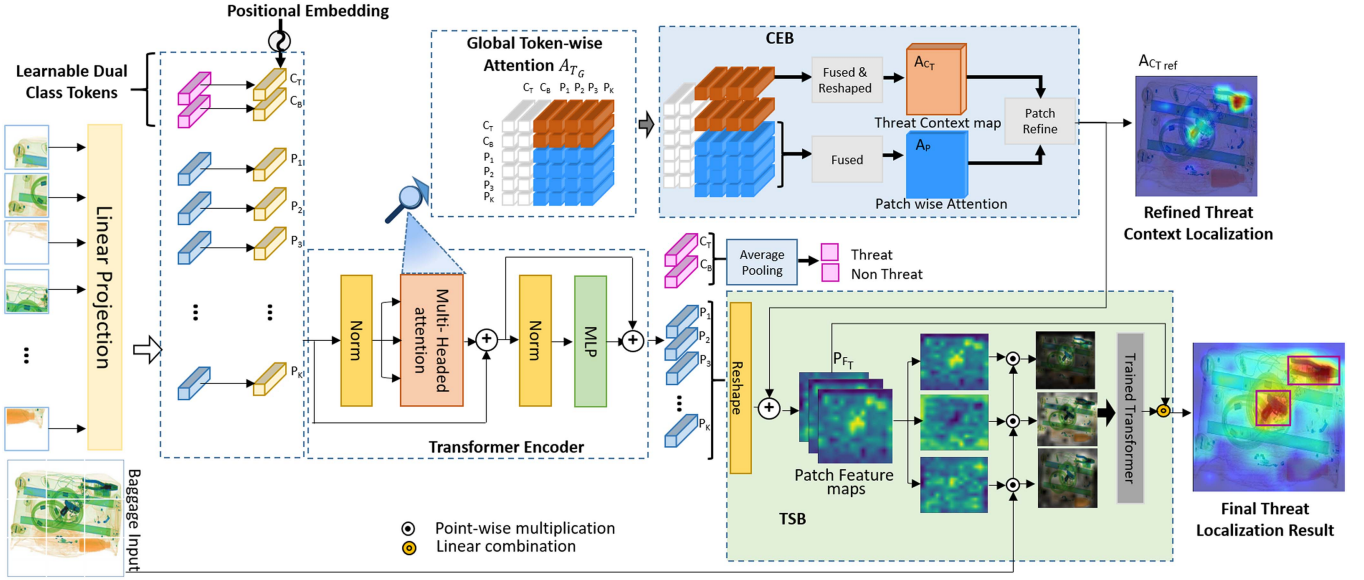 Positional Embedding
Learnable Dual
Class Tokens
C_T
C_B
P_1
P_2
P_3
...
P_K
Linear Projection
...
Baggage Input
Global Token-wise
Attention A_{T_G}
C_T C_B P_1 P_2 P_3 P_K
C_T
C_B
P_1
P_2
P_3
P_K
CEB
Fused &
Reshaped
A_{C_T}
Threat Context map
Fused
A_P
Patch wise Attention
Patch
Refine
A_{C_T ref}
Refined Threat
Context Localization
Norm
Multi-Headed
attention
+
Norm
MLP
+
Transformer Encoder
C_T
C_B
Average
Pooling
Threat
Non Threat
P_1
P_2
P_3
...
P_K
Reshape
+
P_{F_T}
Patch Feature
maps
TSB
Trained Transformer
Final Threat
Localization Result
Point-wise multiplication
Linear combination